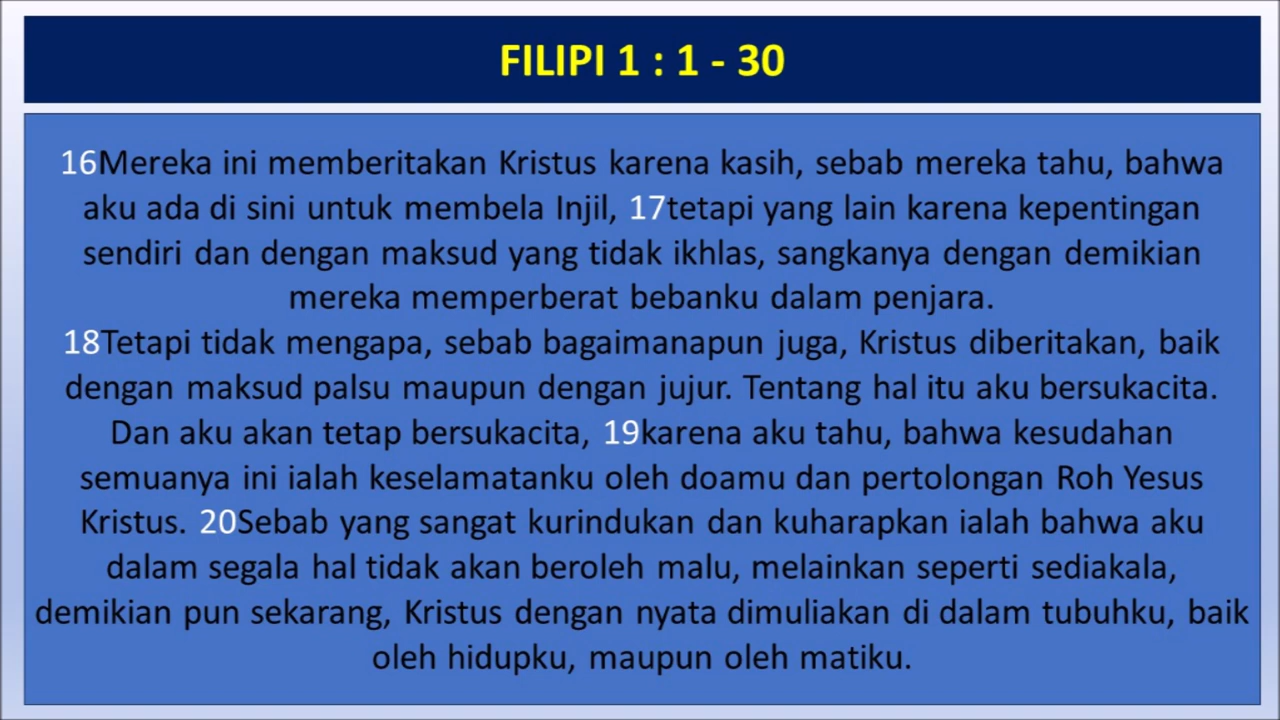 FILIPI 1 : 1 - 30
16Mereka ini memberitakan Kristus karena kasih, sebab mereka tahu, bahwa
aku ada di sini untuk membela Injil, 17tetapi yang lain karena kepentingan
sendiri dan dengan maksud yang tidak ikhlas, sangkanya dengan demikian
mereka memperberat bebanku dalam penjara.
18Tetapi tidak mengapa, sebab bagaimanapun juga, Kristus diberitakan, baik
dengan maksud palsu maupun dengan jujur. Tentang hal itu aku bersukacita.
Dan aku akan tetap bersukacita, 19karena aku tahu, bahwa kesudahan
semuanya ini ialah keselamatanku oleh doamu dan pertolongan Roh Yesus
Kristus. 20Sebab yang sangat kurindukan dan kuharapkan ialah bahwa aku
dalam segala hal tidak akan beroleh malu, melainkan seperti sediakala,
demikian pun sekarang, Kristus dengan nyata dimuliakan di dalam tubuhku, baik
oleh hidupku, maupun oleh matiku.